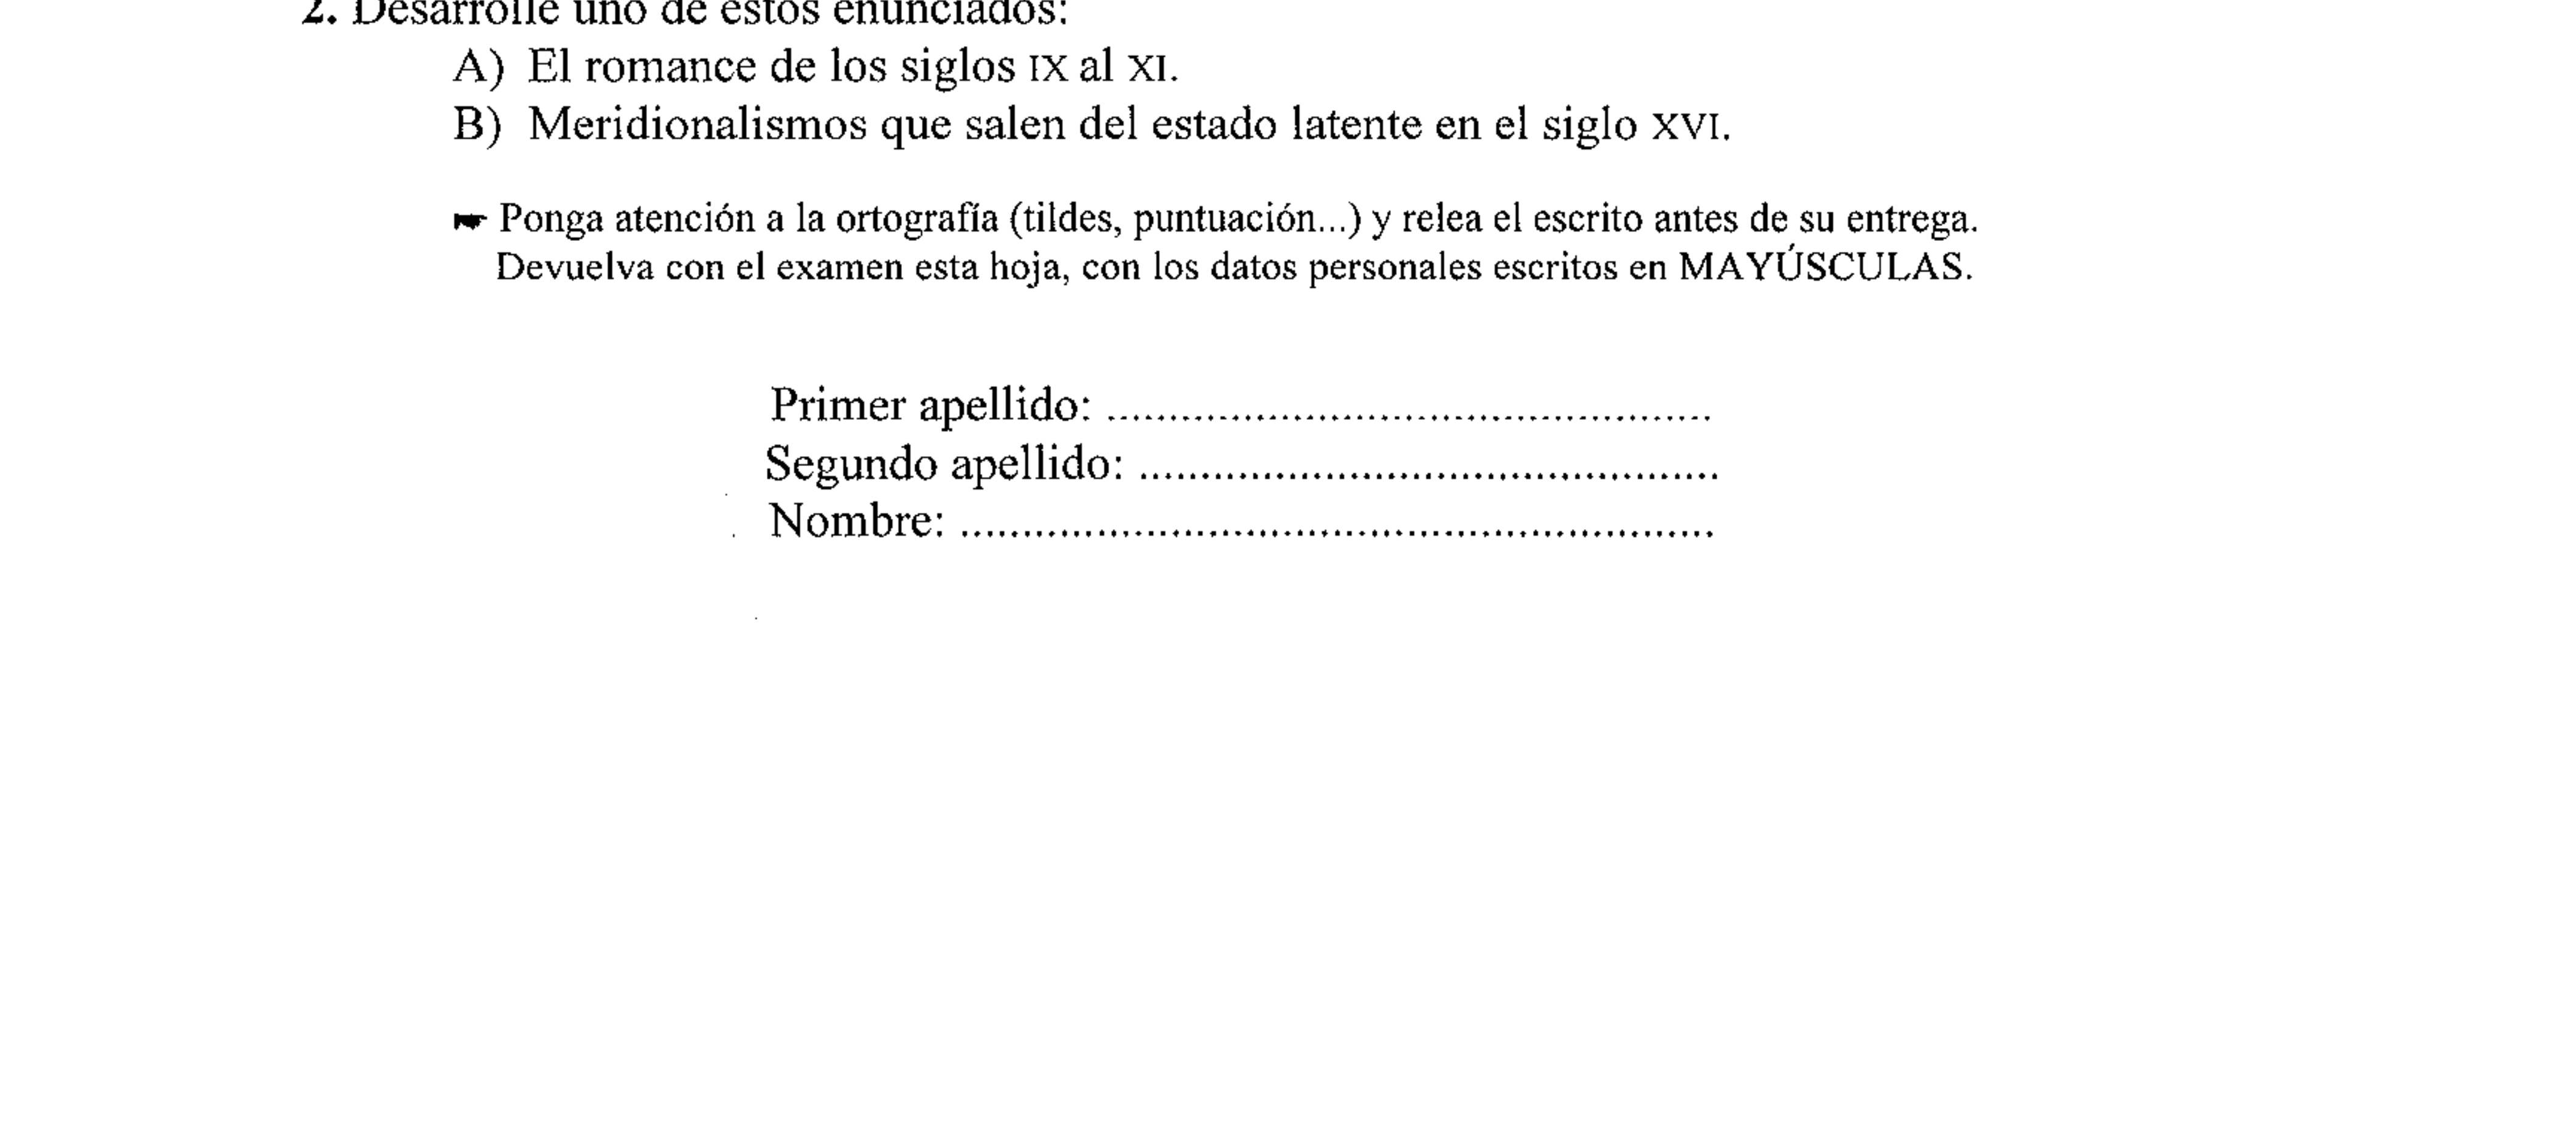 2. Desarrolle uno de estos enunciados:
A) El romance de los siglos IX al XI.
B) Meridionalismos que salen del estado latente en el siglo XVI.
☛ Ponga atención a la ortografía (tildes, puntuación...) y relea el escrito antes de su entrega.
Devuelva con el examen esta hoja, con los datos personales escritos en MAYÚSCULAS.
Primer apellido: ................................................
Segundo apellido: ..............................................
Nombre: ............................................................